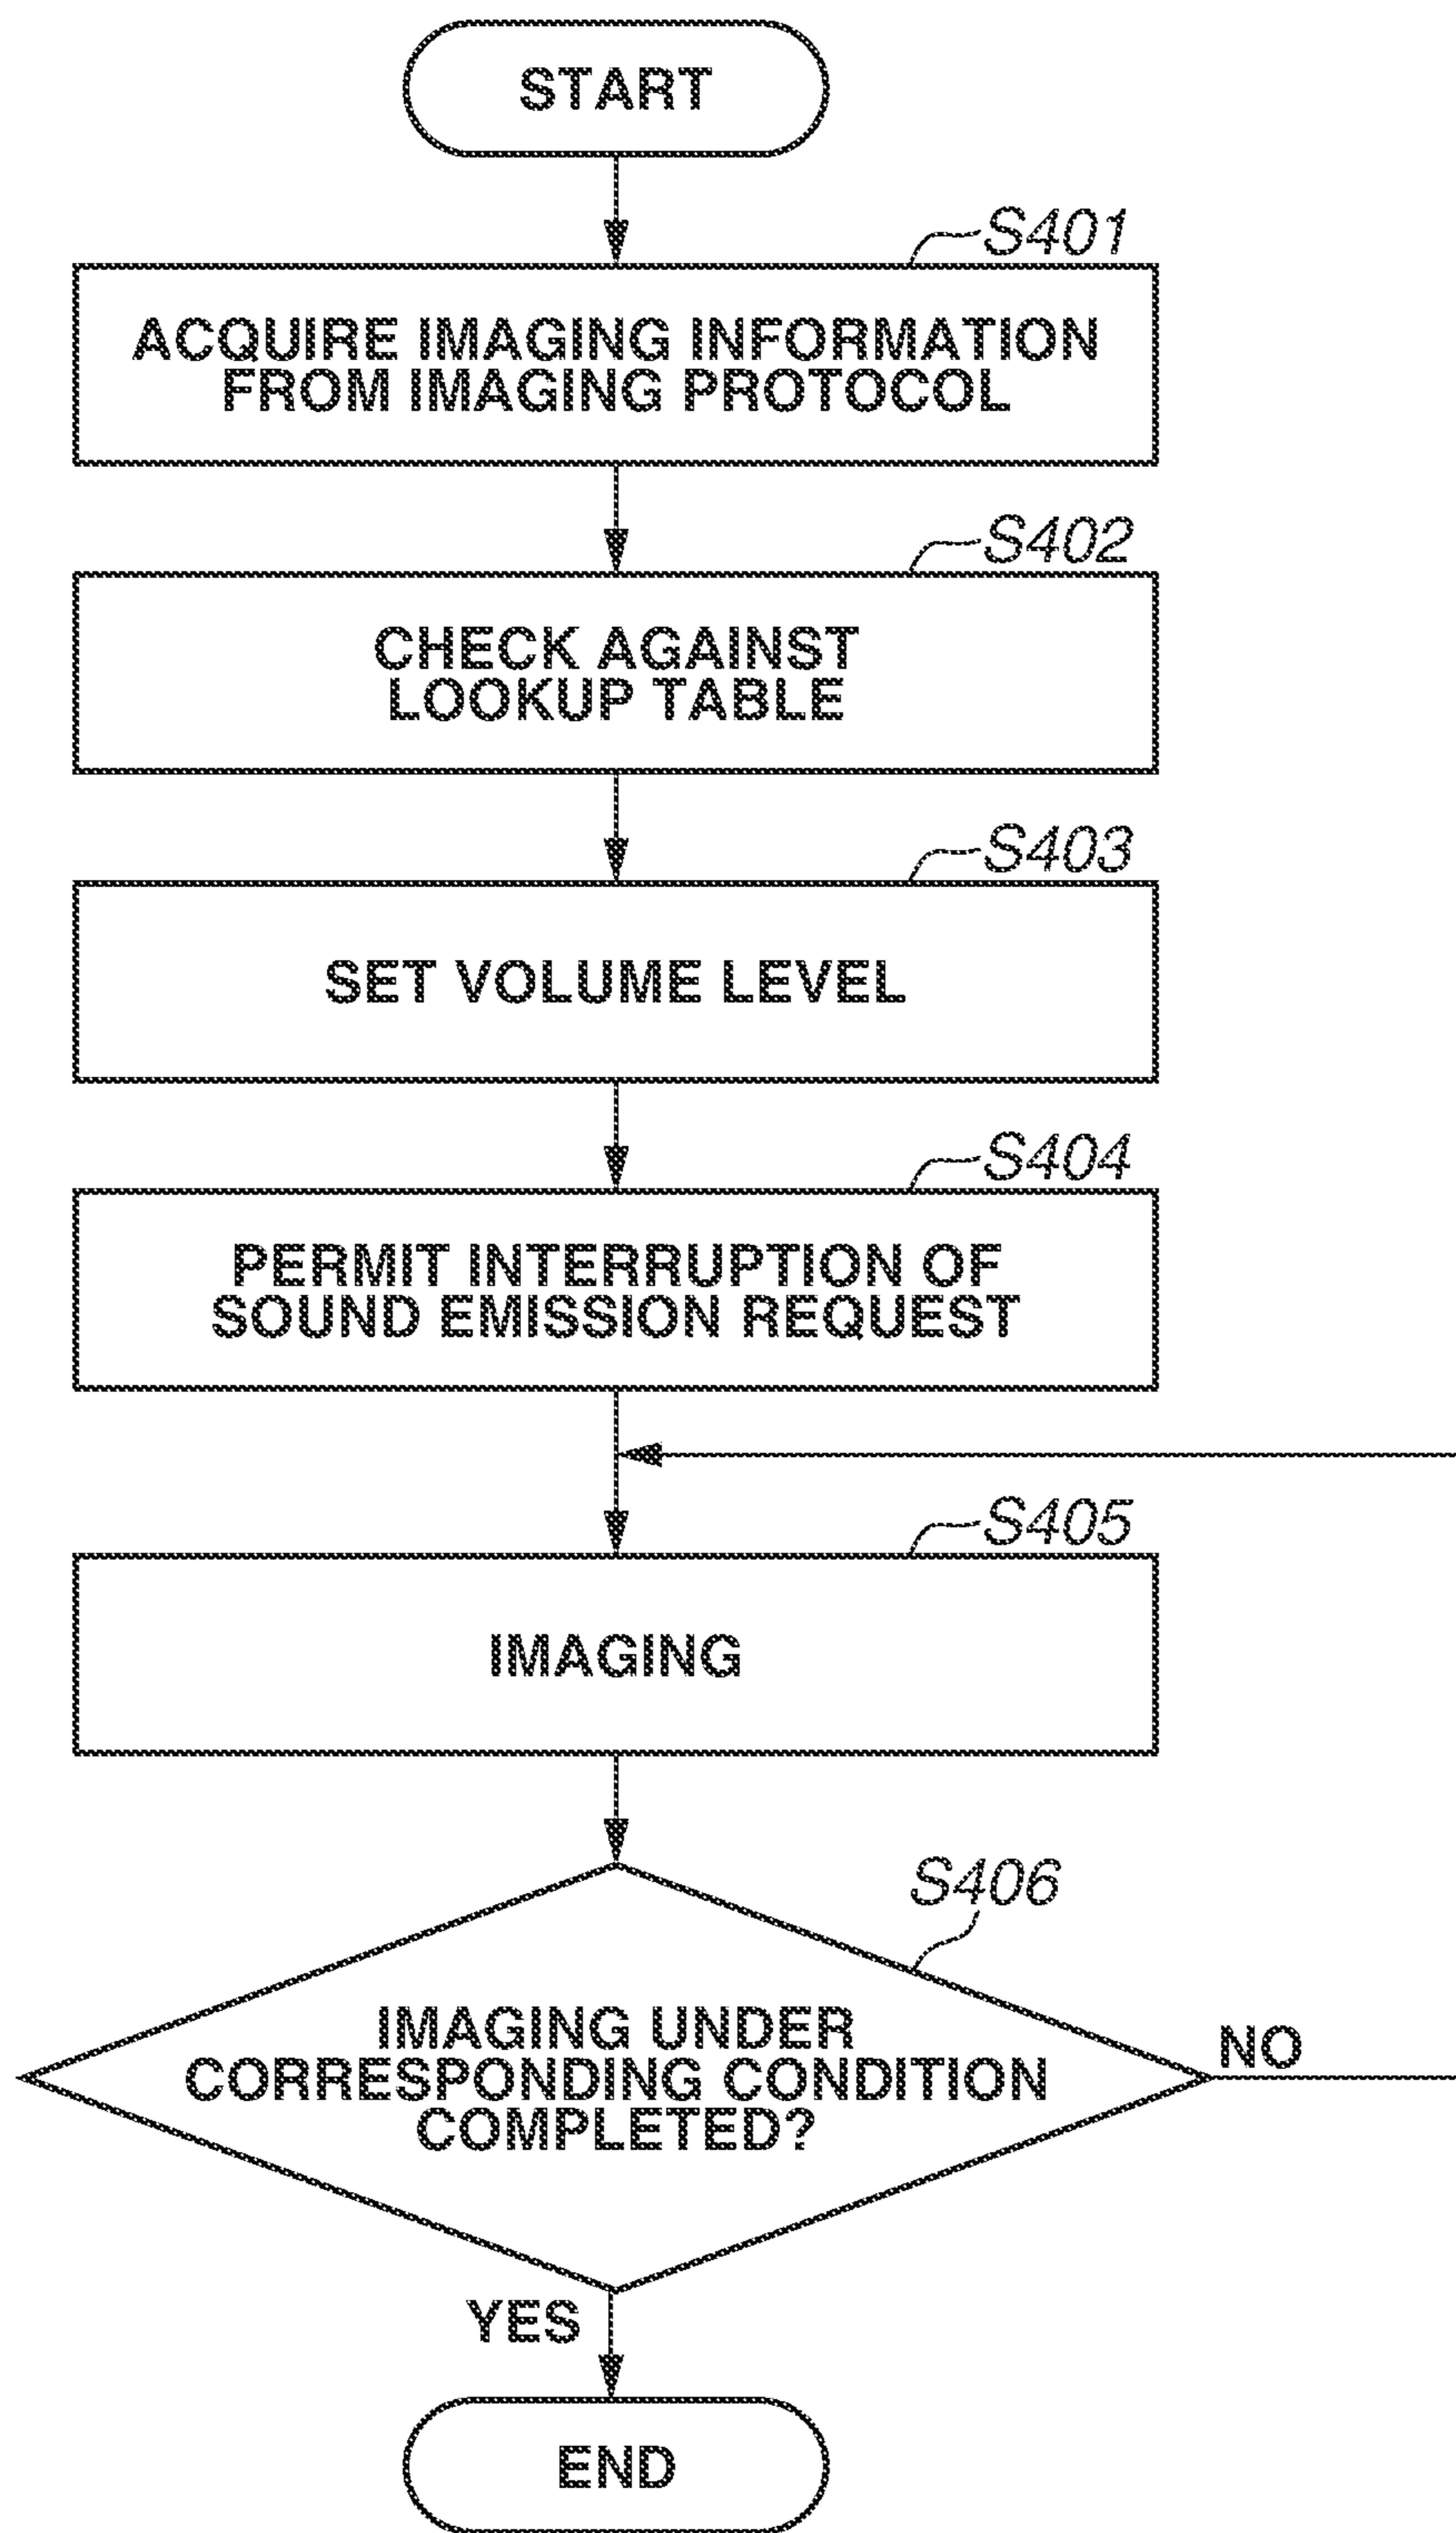 START
S401
ACQUIRE IMAGING INFORMATION
FROM IMAGING PROTOCOL
S402
CHECK AGAINST
LOOKUP TABLE
S403
SET VOLUME LEVEL
S404
PERMIT INTERRUPTION OF
SOUND EMISSION REQUEST
S405
IMAGING
S406
IMAGING UNDER
CORRESPONDING CONDITION
COMPLETED?
NO
YES
END